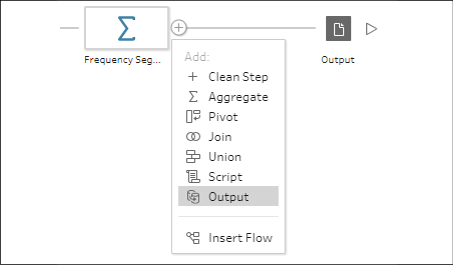 Frequency Seg...
Output
Add:
Clean Step
Aggregate
Pivot
Join
Union
Script
Output
Insert Flow